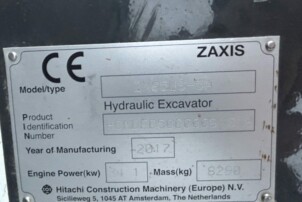 ZAXIS
CE
Model/type
Hydraulic Excavator
Product
Identification
Number
Year of Manufacturing 2017
Engine Power(kw) Mass(kg)
Hitachi Construction Machinery (Europe) N.V.
Siciliëweg 5, 1045 AT Amsterdam, The Netherlands